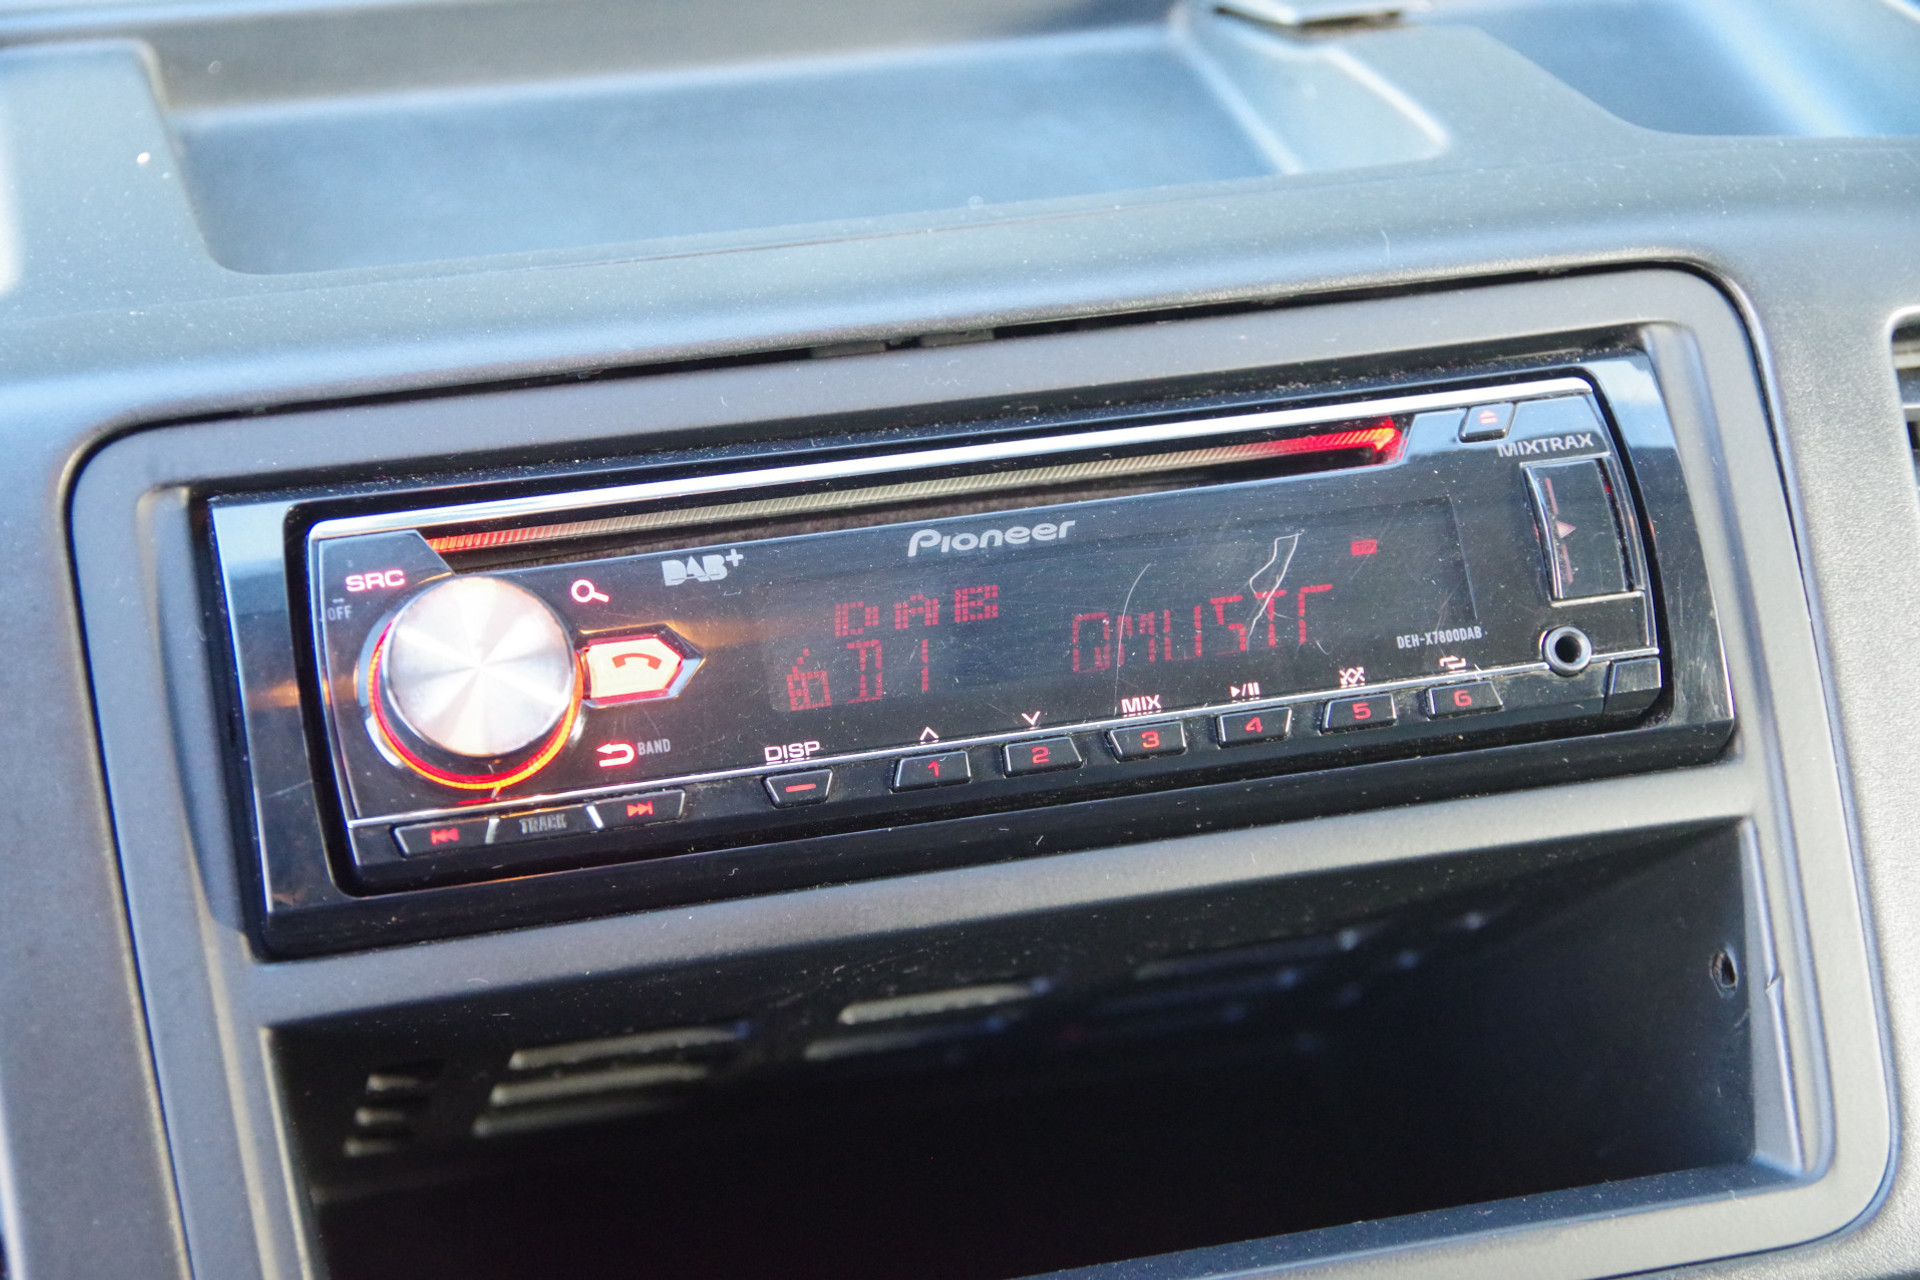 MIXTRAX
Pioneer
DAB+
SRC
OFF
DAB
D1 QMUSIC
DEH-X7800DAB
BAND
DISP
MIX
1 2 3 4 5 6
TRACK